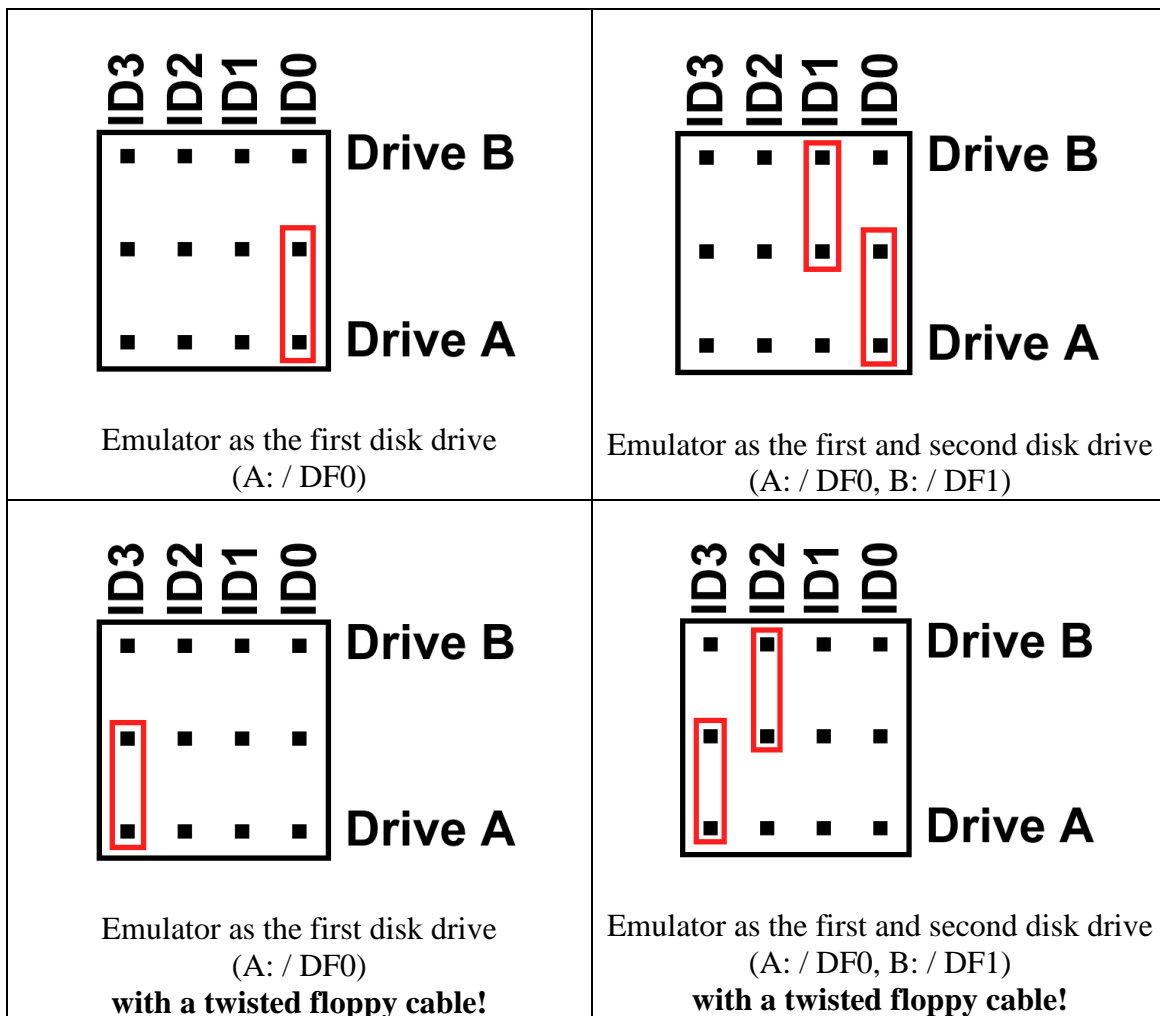 ID3 ID2 ID1 ID0
Drive B
Drive A
Emulator as the first disk drive
(A: / DF0)
ID3 ID2 ID1 ID0
Drive B
Drive A
Emulator as the first and second disk drive
(A: / DF0, B: / DF1)
ID3 ID2 ID1 ID0
Drive B
Drive A
Emulator as the first disk drive
(A: / DF0)
with a twisted floppy cable!
ID3 ID2 ID1 ID0
Drive B
Drive A
Emulator as the first and second disk drive
(A: / DF0, B: / DF1)
with a twisted floppy cable!